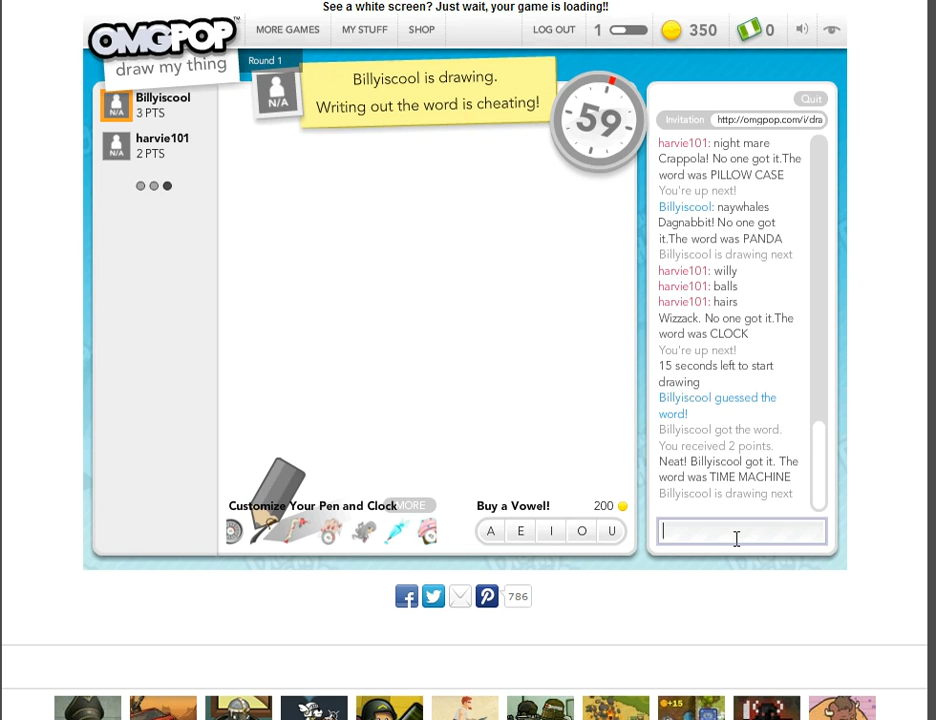 See a white screen? Just wait, your game is loading!!
OMGPOP
draw my thing
MORE GAMES
MY STUFF
SHOP
LOG OUT
1
350
0
Round 1
N/A
Billyiscool is drawing.
Writing out the word is cheating!
59
N/A
Billyiscool
3 PTS
N/A
harvie101
2 PTS
Quit
Invitation
http://omgpop.com/i/dra
harvie101: night mare
Crappola! No one got it.The
word was PILLOW CASE
You're up next!
Billyiscool: naywhales
Dagnabbit! No one got
it.The word was PANDA
Billyiscool is drawing next
harvie101: willy
harvie101: balls
harvie101: hairs
Wizzack. No one got it.The
word was CLOCK
You're up next!
15 seconds left to start
drawing
Billyiscool guessed the
word!
Billyiscool got the word.
You received 2 points.
Neat! Billyiscool got it. The
word was TIME MACHINE
Billyiscool is drawing next
Customize Your Pen and Clock
MORE
Buy a Vowel!
200
A E I O U
786
+15